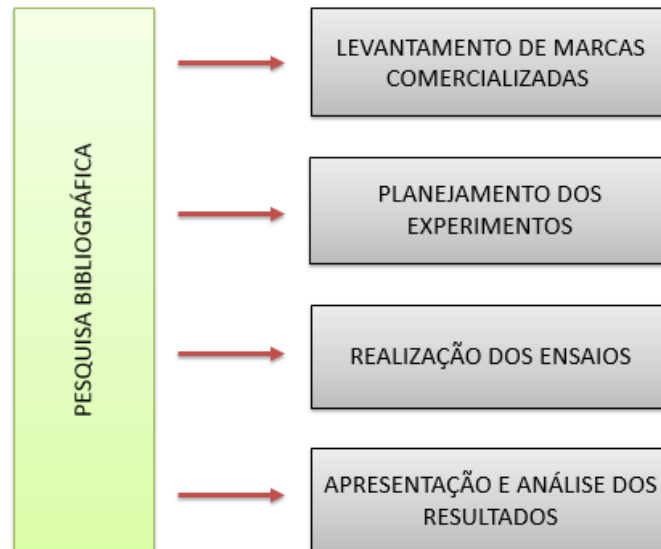 PESQUISA BIBLIOGRÁFICA
LEVANTAMENTO DE MARCAS
COMERCIALIZADAS
PLANEJAMENTO DOS
EXPERIMENTOS
REALIZAÇÃO DOS ENSAIOS
APRESENTAÇÃO E ANÁLISE DOS
RESULTADOS